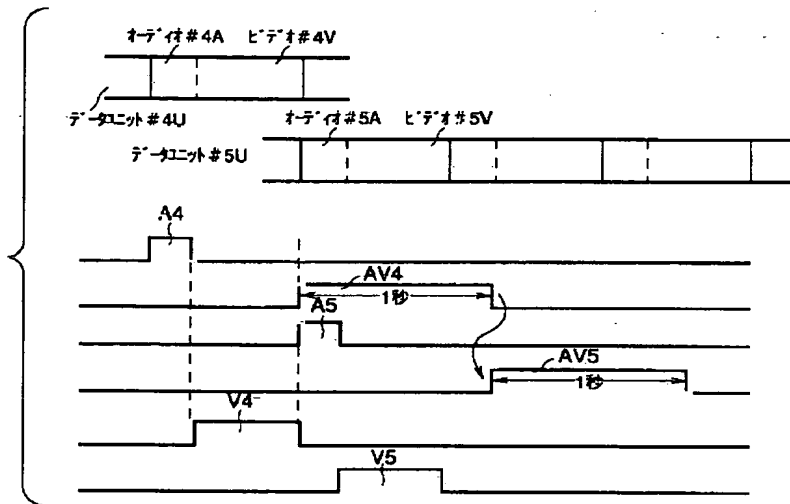 オーディオ#4A ビデオ#4V
データユニット#4U
オーディオ#5A ビデオ#5V
データユニット#5U
A4
AV4
1秒
A5
AV5
1秒
V4
V5